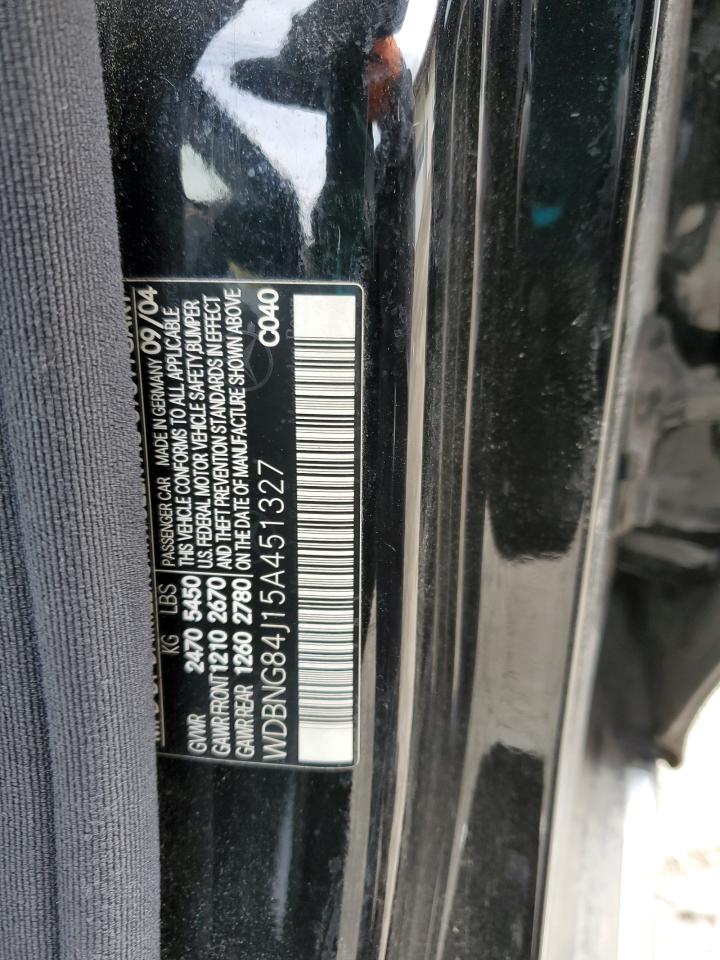 PASSENGER CAR MADE IN GERMANY 09/04
KG LBS THIS VEHICLE CONFORMS TO ALL APPLICABLE
GVWR 2470 5450 U.S. FEDERAL MOTOR VEHICLE SAFETY, BUMPER
GAWR FRONT 1210 2670 AND THEFT PREVENTION STANDARDS IN EFFECT
GAWR REAR 1260 2780 ON THE DATE OF MANUFACTURE SHOWN ABOVE
WDBNG84J15A451327 C040